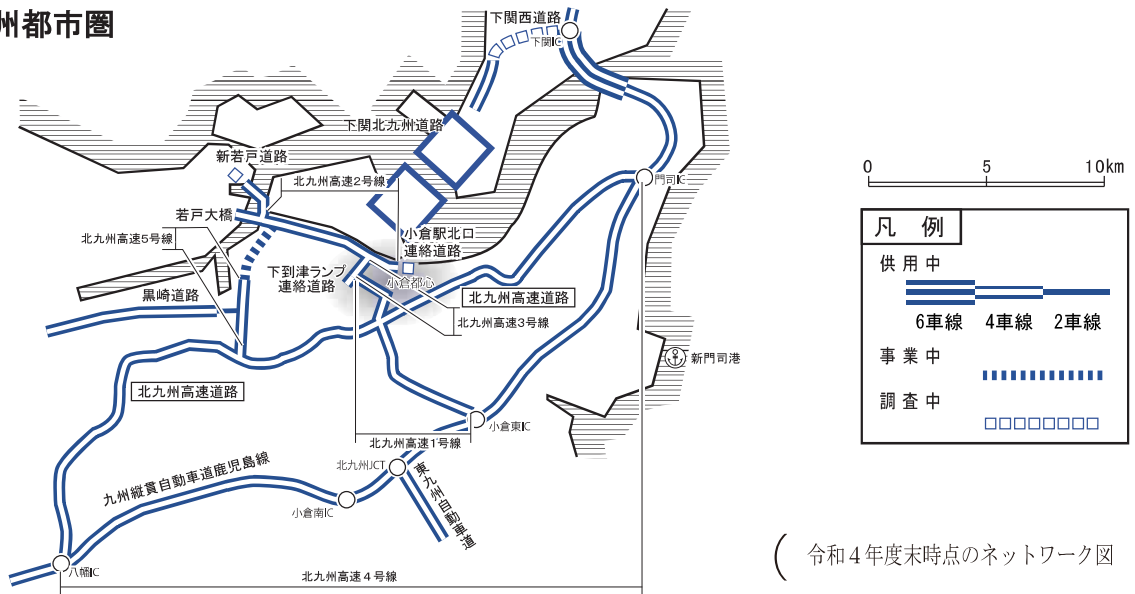 州都市圏
下関西道路
下関IC
下関北九州道路
新若戸道路
北九州高速2号線
門司IC
若戸大橋
北九州高速5号線
小倉駅北口
連絡道路
下到津ランプ
連絡道路
小倉都心
黒崎道路
北九州高速道路
北九州高速3号線
新門司港
北九州高速道路
小倉東IC
北九州高速1号線
北九州JCT
九州縦貫自動車道鹿児島線
東九州自動車道
小倉南IC
八幡IC
北九州高速4号線
0 5 10km
凡例
供用中
6車線 4車線 2車線
事業中
調査中
( 令和4年度末時点のネットワーク図